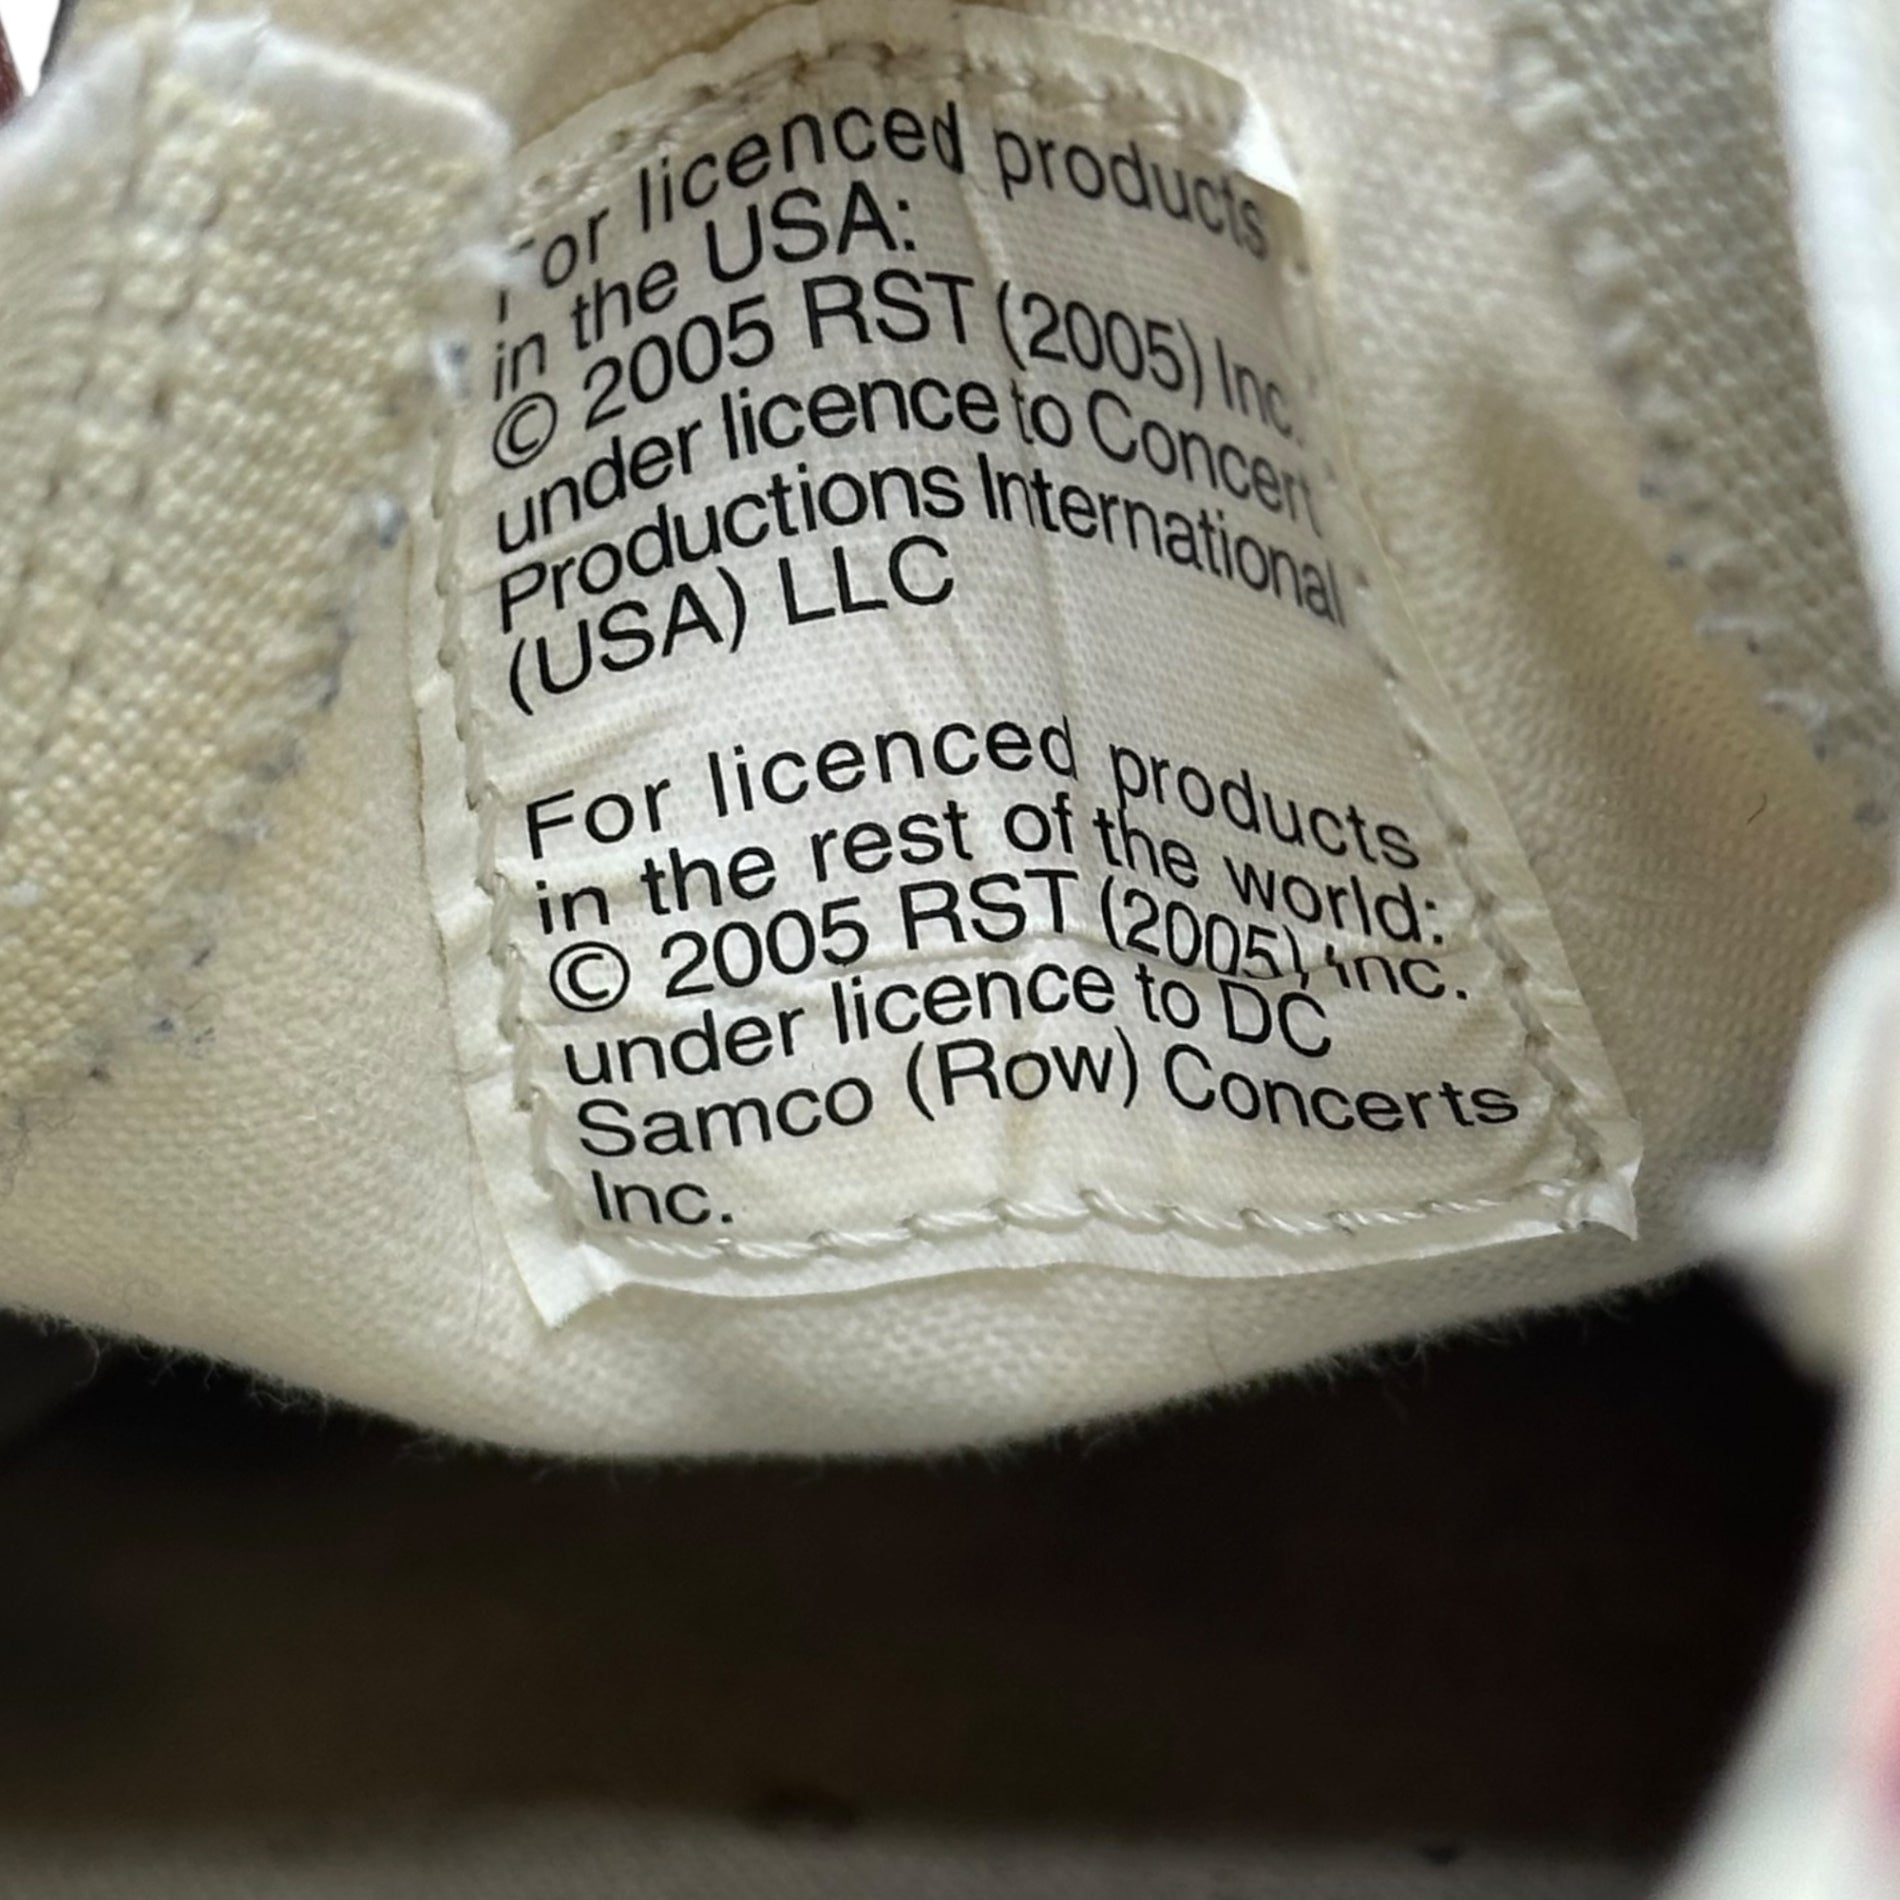 For licenced products
in the USA:
© 2005 RST (2005) Inc.
under licence to Concert
Productions International
(USA) LLC
For licenced products
in the rest of the world:
© 2005 RST (2005) Inc.
under licence to DC
Samco (Row) Concerts
Inc.